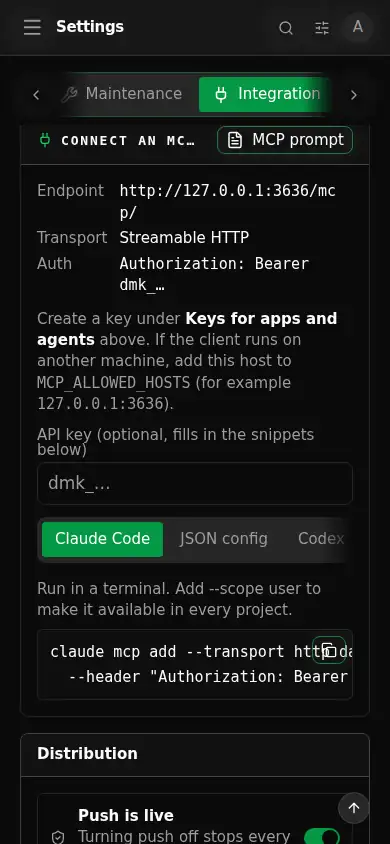 Settings
A
Maintenance
Integration
CONNECT AN MC…
MCP prompt
Endpoint
http://127.0.0.1:3636/mc
p/
Transport
Streamable HTTP
Auth
Authorization: Bearer
dmk_…
Create a key under Keys for apps and
agents above. If the client runs on
another machine, add this host to
MCP_ALLOWED_HOSTS (for example
127.0.0.1:3636).
API key (optional, fills in the snippets
below)
dmk_...
Claude Code
JSON config
Codex
Run in a terminal. Add --scope user to
make it available in every project.
claude mcp add --transport http da
--header "Authorization: Bearer
Distribution
Push is live
Turning push off stops every